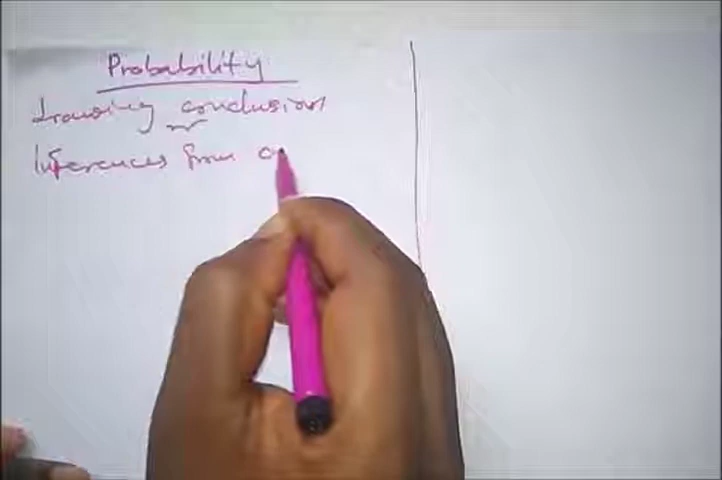 Probability
drawing conclusion
or
Inferences from a